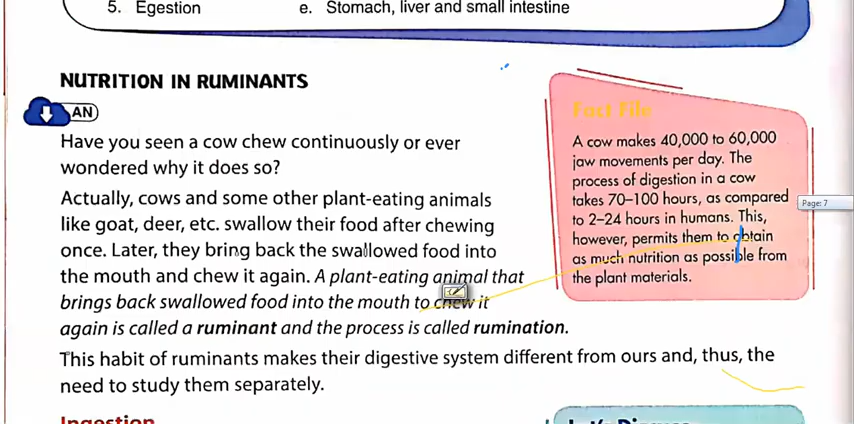 5. Egestion e. Stomach, liver and small intestine
NUTRITION IN RUMINANTS
AN
Have you seen a cow chew continuously or ever
wondered why it does so?
Actually, cows and some other plant-eating animals
like goat, deer, etc. swallow their food after chewing
once. Later, they bring back the swallowed food into
the mouth and chew it again. A plant-eating animal that
brings back swallowed food into the mouth to chew it
again is called a ruminant and the process is called rumination.
This habit of ruminants makes their digestive system different from ours and, thus, the
need to study them separately.
Fact File
A cow makes 40,000 to 60,000
jaw movements per day. The
process of digestion in a cow
takes 70–100 hours, as compared
to 2–24 hours in humans. This,
however, permits them to obtain
as much nutrition as possible from
the plant materials.
Page: 7
Ingestion
Let's Discuss